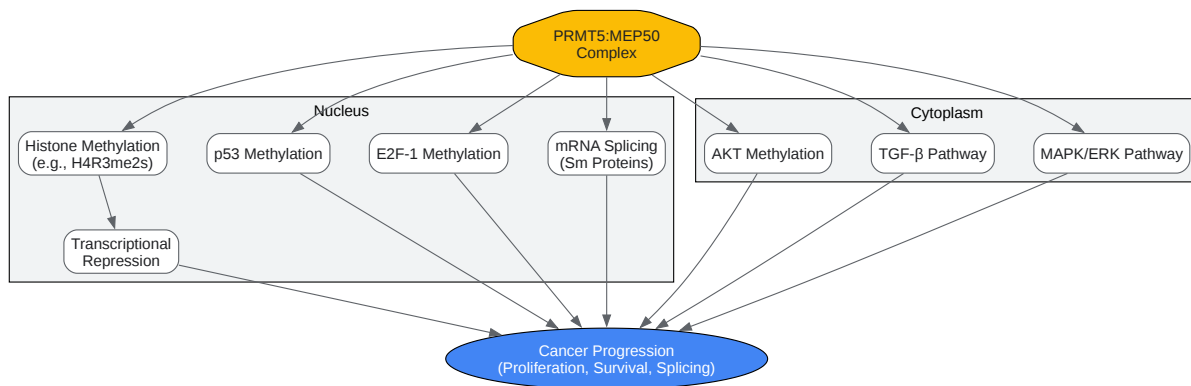 PRMT5:MEP50
Complex
Nucleus
Cytoplasm
Histone Methylation
(e.g., H4R3me2s)
p53 Methylation
E2F-1 Methylation
mRNA Splicing
(Sm Proteins)
AKT Methylation
TGF-β Pathway
MAPK/ERK Pathway
Transcriptional
Repression
Cancer Progression
(Proliferation, Survival, Splicing)